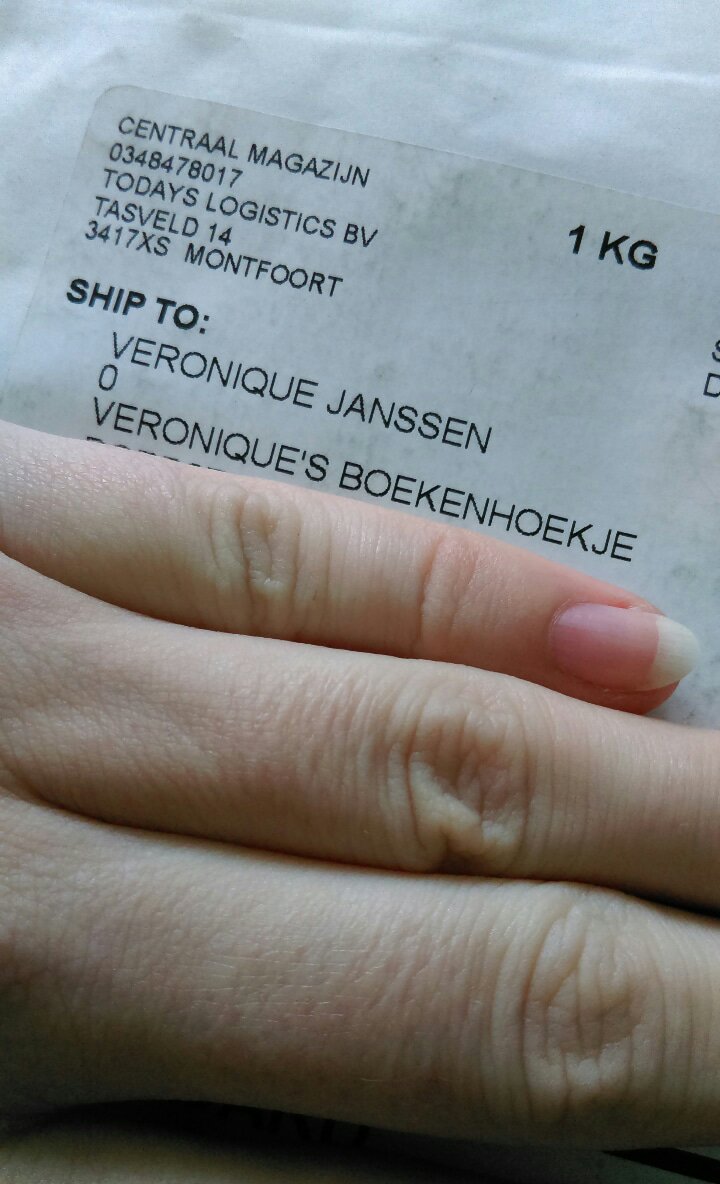 CENTRAAL MAGAZIJN
0348478017
TODAYS LOGISTICS BV
TASVELD 14
3417XS MONTFOORT
1 KG
SHIP TO:
VERONIQUE JANSSEN
0
VERONIQUE'S BOEKENHOEKJE